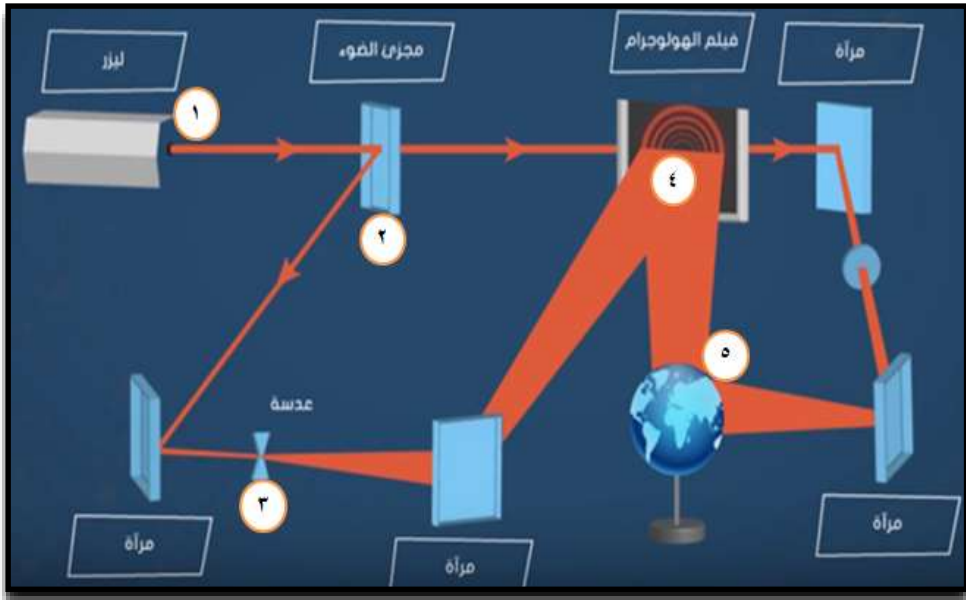 ليزر
مجزئ الضوء
فيلم الهولوجرام
مرآة
١
٢
٤
٥
عدسة
٣
مرآة
مرآة
مرآة